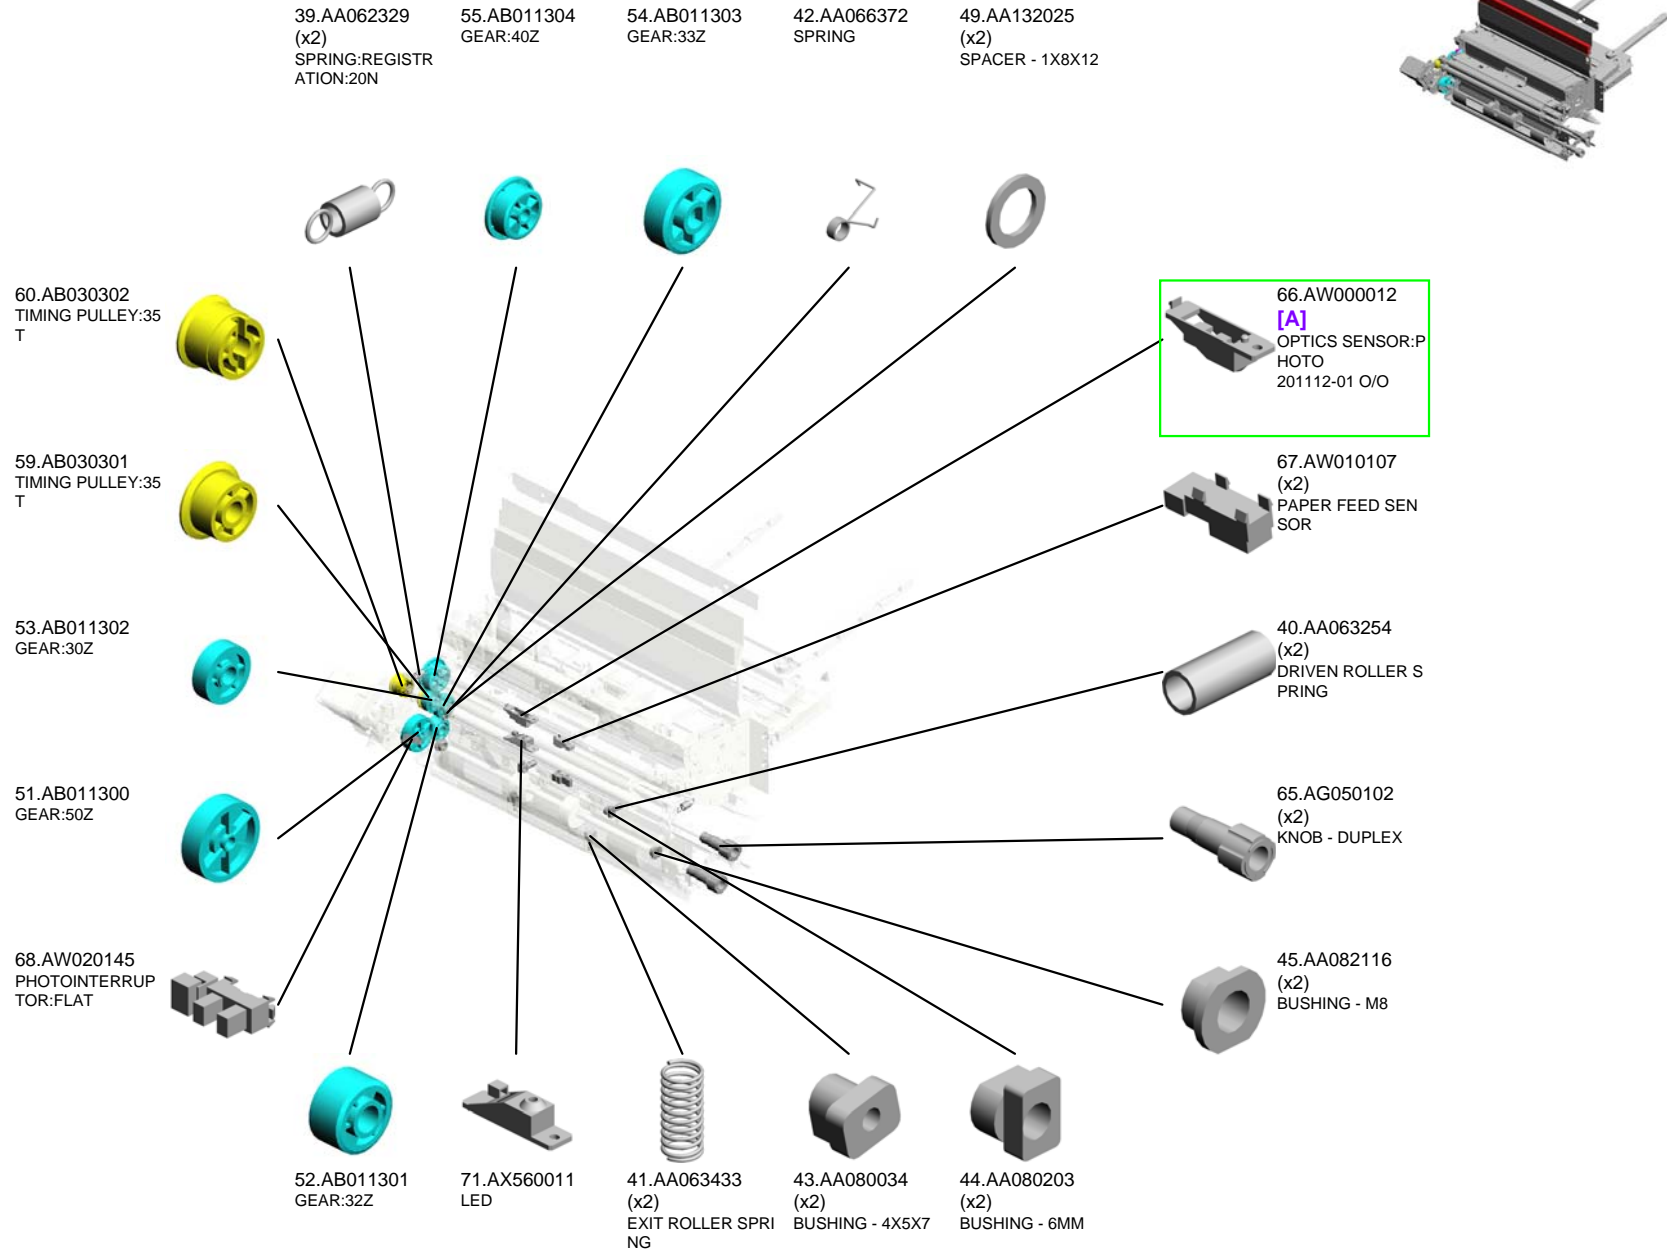 39.AA062329
(x2)
SPRING:REGISTR
ATION:20N
55.AB011304
GEAR:40Z
54.AB011303
GEAR:33Z
42.AA066372
SPRING
49.AA132025
(x2)
SPACER - 1X8X12
60.AB030302
TIMING PULLEY:35
T
66.AW000012
[A]
OPTICS SENSOR:P
HOTO
201112-01 O/O
59.AB030301
TIMING PULLEY:35
T
67.AW010107
(x2)
PAPER FEED SEN
SOR
53.AB011302
GEAR:30Z
40.AA063254
(x2)
DRIVEN ROLLER S
PRING
51.AB011300
GEAR:50Z
65.AG050102
(x2)
KNOB - DUPLEX
68.AW020145
PHOTOINTERRUP
TOR:FLAT
45.AA082116
(x2)
BUSHING - M8
52.AB011301
GEAR:32Z
71.AX560011
LED
41.AA063433
(x2)
EXIT ROLLER SPRI
NG
43.AA080034
(x2)
BUSHING - 4X5X7
44.AA080203
(x2)
BUSHING - 6MM